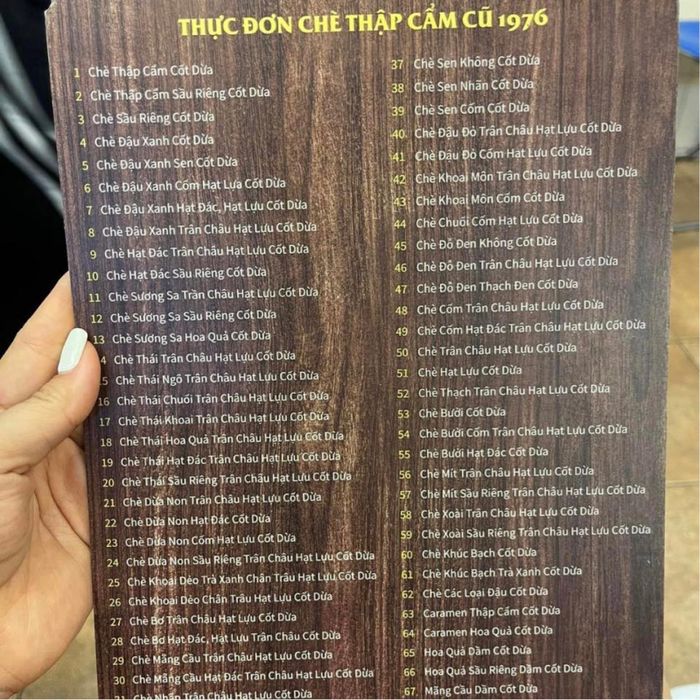 THỰC ĐƠN CHÈ THẬP CẨM CŨ 1976
1 Chè Thập Cẩm Cốt Dừa
2 Chè Thập Cẩm Sầu Riêng Cốt Dừa
3 Chè Sầu Riêng Cốt Dừa
4 Chè Đậu Xanh Cốt Dừa
5 Chè Đậu Xanh Sen Cốt Dừa
6 Chè Đậu Xanh Cốm Hạt Lựa Cốt Dừa
7 Chè Đậu Xanh Hạt Đác, Hạt Lựu Cốt Dừa
8 Chè Đậu Xanh Trân Châu Hạt Lựu Cốt Dừa
9 Chè Hạt Đác Trân Châu Hạt Lựu Cốt Dừa
10 Chè Hạt Đác Sầu Riêng Cốt Dừa
11 Chè Sương Sa Trần Châu Hạt Lựu Cốt Dừa
12 Chè Sương Sa Sầu Riêng Cốt Dừa
13 Chè Sương Sa Hoa Quả Cốt Dừa
4 Chè Thái Trân Châu Hạt Lựu Cốt Dừa
5 Chè Thái Ngô Trân Châu Hạt Lựu Cốt Dừa
16 Chè Thái Chuối Trân Châu Hạt Lựu Cốt Dừa
17 Chè Thái Khoai Trân Châu Hạt Lựu Cốt Dừa
18 Chè Thái Hoa Quả Trân Châu Hạt Lựu Cốt Dừa
19 Chè Thái Hạt Đác Trân Châu Hạt Lựu Cốt Dừa
20 Chè Thái Sầu Riêng Trân Châu Hạt Lựu Cốt Dừa
21 Chè Dừa Non Trân Châu Hạt Lựu Cốt Dừa
22 Chè Dừa Non Hạt Đác Cốt Dừa
23 Chè Dừa Non Cốm Hạt Lựu Cốt Dừa
24 Chè Dừa Non Sầu Riêng Trân Châu Hạt Lựu Cốt Dừa
25 Chè Khoai Dẻo Trà Xanh Chân Trâu Hạt Lựu Cốt Dừa
26 Chè Khoai Dẻo Chân Trâu Hạt Lựu Cốt Dừa
27 Chè Bơ Trân Châu Hạt Lựu Cốt Dừa
28 Chè Bơ Hạt Đác, Hạt Lựu Trân Châu Cốt Dừa
29 Chè Mãng Cầu Trân Châu Hạt Lựu Cốt Dừa
30 Chè Mãng Cầu Hạt Đác Trân Châu Hạt Lựu Cốt Dừa
31 Chè Nhãn Trân Châu Hạt Lựu Cốt Dừa
37 Chè Sen Không Cốt Dừa
38 Chè Sen Nhãn Cốt Dừa
39 Chè Sen Cốm Cốt Dừa
40 Chè Đậu Đỏ Trân Châu Hạt Lựu Cốt Dừa
41 Chè Đậu Đỏ Cốm Hạt Lựu Cốt Dừa
42 Chè Khoai Môn Trân Châu Hạt Lựu Cốt Dừa
43 Chè Khoai Môn Cốm Cốt Dừa
44 Chè Chuối Cốm Hạt Lựu Cốt Dừa
45 Chè Đỗ Đen Không Cốt Dừa
46 Chè Đỗ Đen Trân Châu Hạt Lựu Cốt Dừa
47 Chè Đỗ Đen Thạch Đen Cốt Dừa
48 Chè Cốm Trân Châu Hạt Lựu Cốt Dừa
49 Chè Cốm Hạt Đác Trân Châu Hạt Lựu Cốt Dừa
50 Chè Trân Châu Hạt Lựu Cốt Dừa
51 Chè Hạt Lựu Cốt Dừa
52 Chè Thạch Trân Châu Hạt Lựu Cốt Dừa
53 Chè Bưởi Cốt Dừa
54 Chè Bưởi Cốm Trân Châu Hạt Lựu Cốt Dừa
55 Chè Bưởi Hạt Đác Cốt Dừa
56 Chè Mít Trân Châu Hạt Lựu Cốt Dừa
57 Chè Mít Sầu Riêng Trân Châu Hạt Lựu Cốt Dừa
58 Chè Xoài Trân Châu Hạt Lựu Cốt Dừa
59 Chè Xoài Sầu Riêng Trân Châu Hạt Lựu Cốt Dừa
60 Chè Khúc Bạch Cốt Dừa
61 Chè Khúc Bạch Trà Xanh Cốt Dừa
62 Chè Các Loại Đậu Cốt Dừa
63 Caramen Thập Cẩm Cốt Dừa
64 Caramen Hoa Quả Cốt Dừa
65 Hoa Quả Dầm Cốt Dừa
66 Hoa Quả Sầu Riêng Dầm Cốt Dừa
67 Mãng Cầu Dầm Cốt Dừa